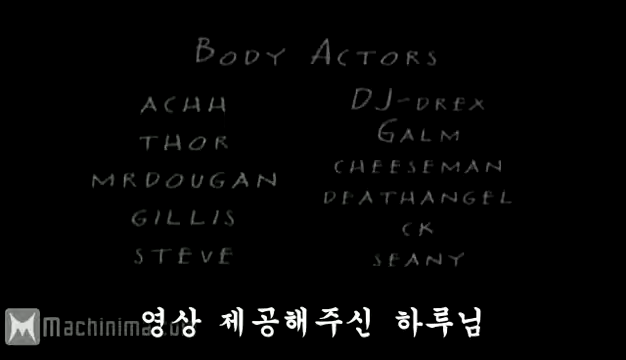 BODY ACTORS
ACHH
THOR
MRDOUGAN
GILLIS
STEVE
DJ-DREX
GALM
CHEESEMAN
DEATHANGEL
CK
SEANY
Machinima
영상 제공해주신 하루님